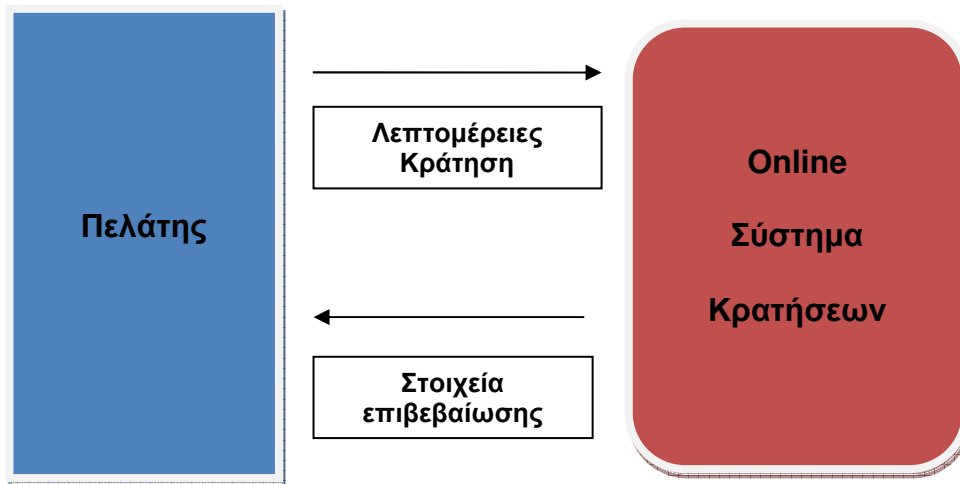 Πελάτης
Λεπτομέρειες
Κράτηση
Στοιχεία
επιβεβαίωσης
Online
Σύστημα
Κρατήσεων